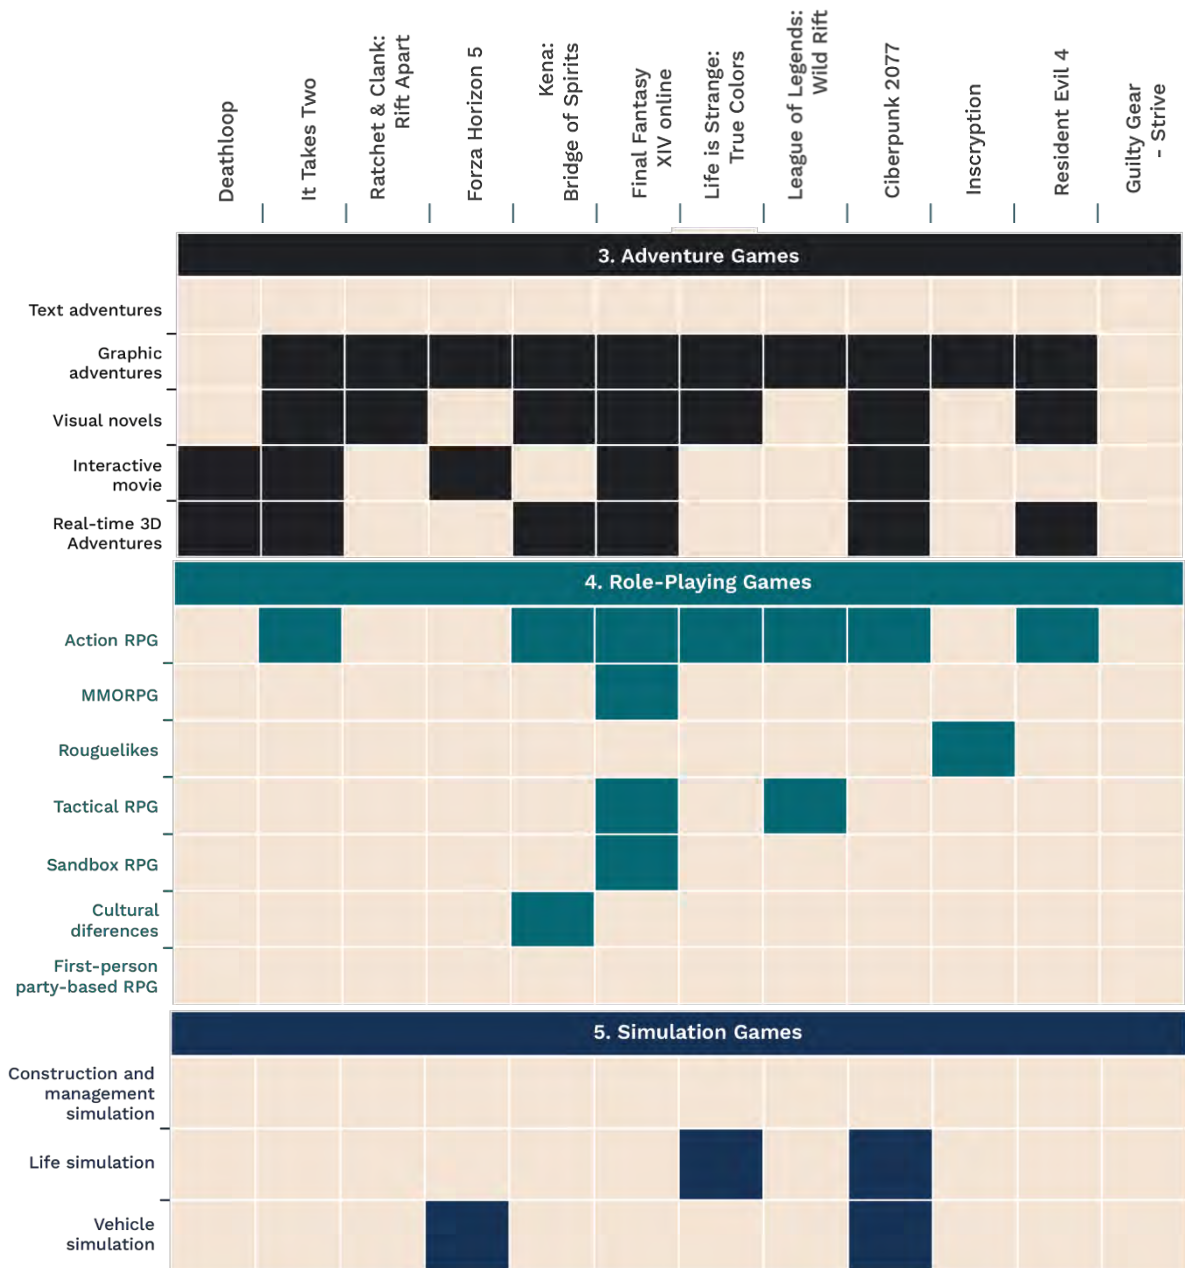 Deathloop
It Takes Two
Ratchet & Clank:
Rift Apart
Forza Horizon 5
Kena:
Bridge of Spirits
Final Fantasy
XIV online
Life is Strange:
True Colors
League of Legends:
Wild Rift
Ciberpunk 2077
Inscryption
Resident Evil 4
Guilty Gear
- Strive
3. Adventure Games
Text adventures
Graphic
adventures
Visual novels
Interactive
movie
Real-time 3D
Adventures
4. Role-Playing Games
Action RPG
MMORPG
Rouguelikes
Tactical RPG
Sandbox RPG
Cultural
diferences
First-person
party-based RPG
5. Simulation Games
Construction and
management
simulation
Life simulation
Vehicle
simulation